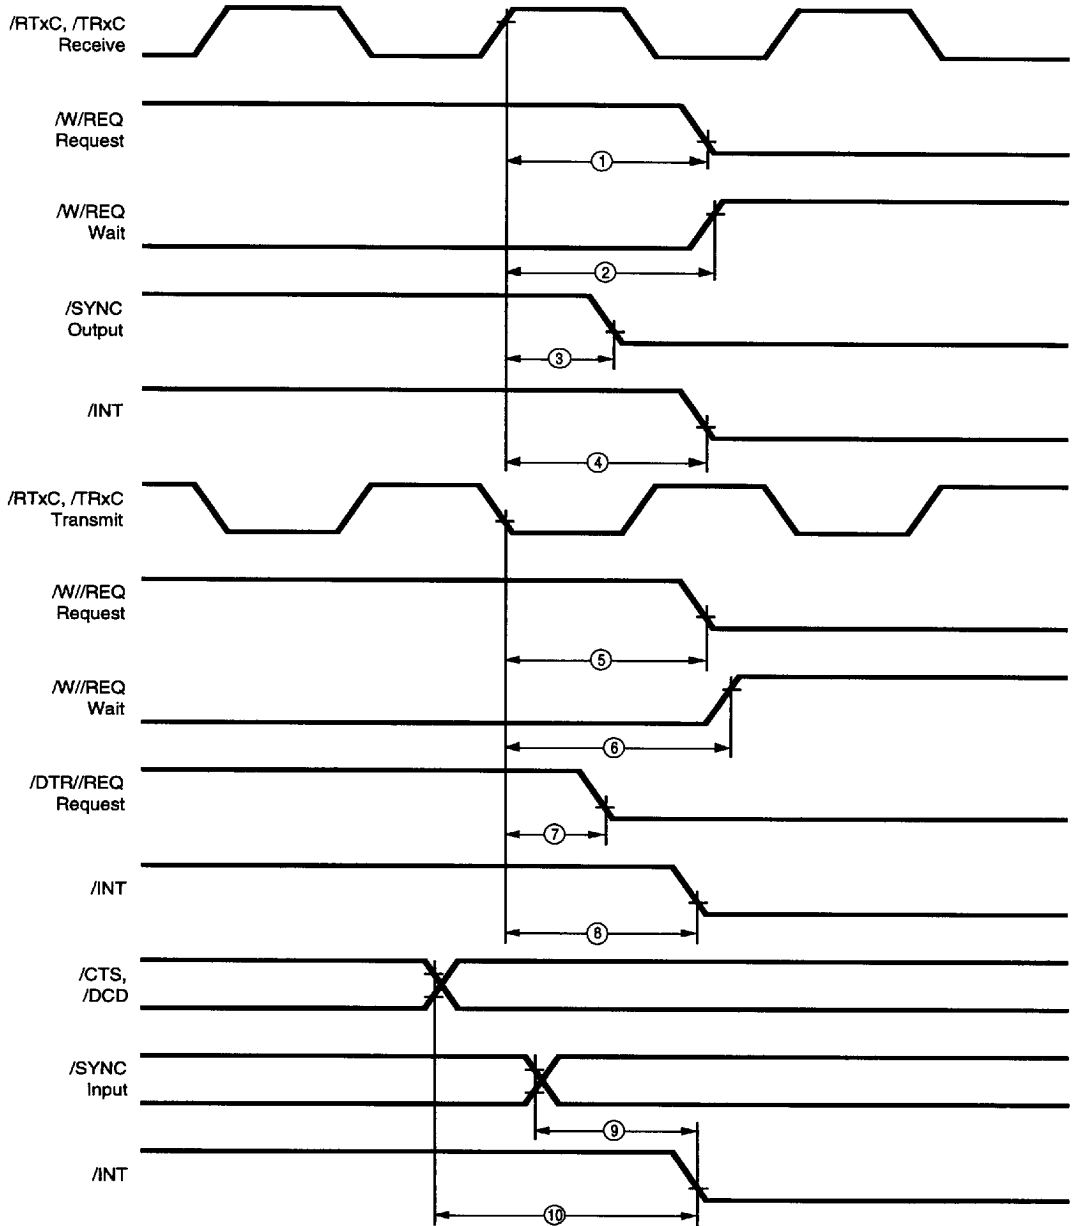 /RTxC, /TRxC
Receive
/W/REQ
Request
1
/W/REQ
Wait
2
/SYNC
Output
3
/INT
4
/RTxC, /TRxC
Transmit
/W//REQ
Request
5
/W//REQ
Wait
6
/DTR//REQ
Request
7
/INT
8
/CTS,
/DCD
/SYNC
Input
9
/INT
10